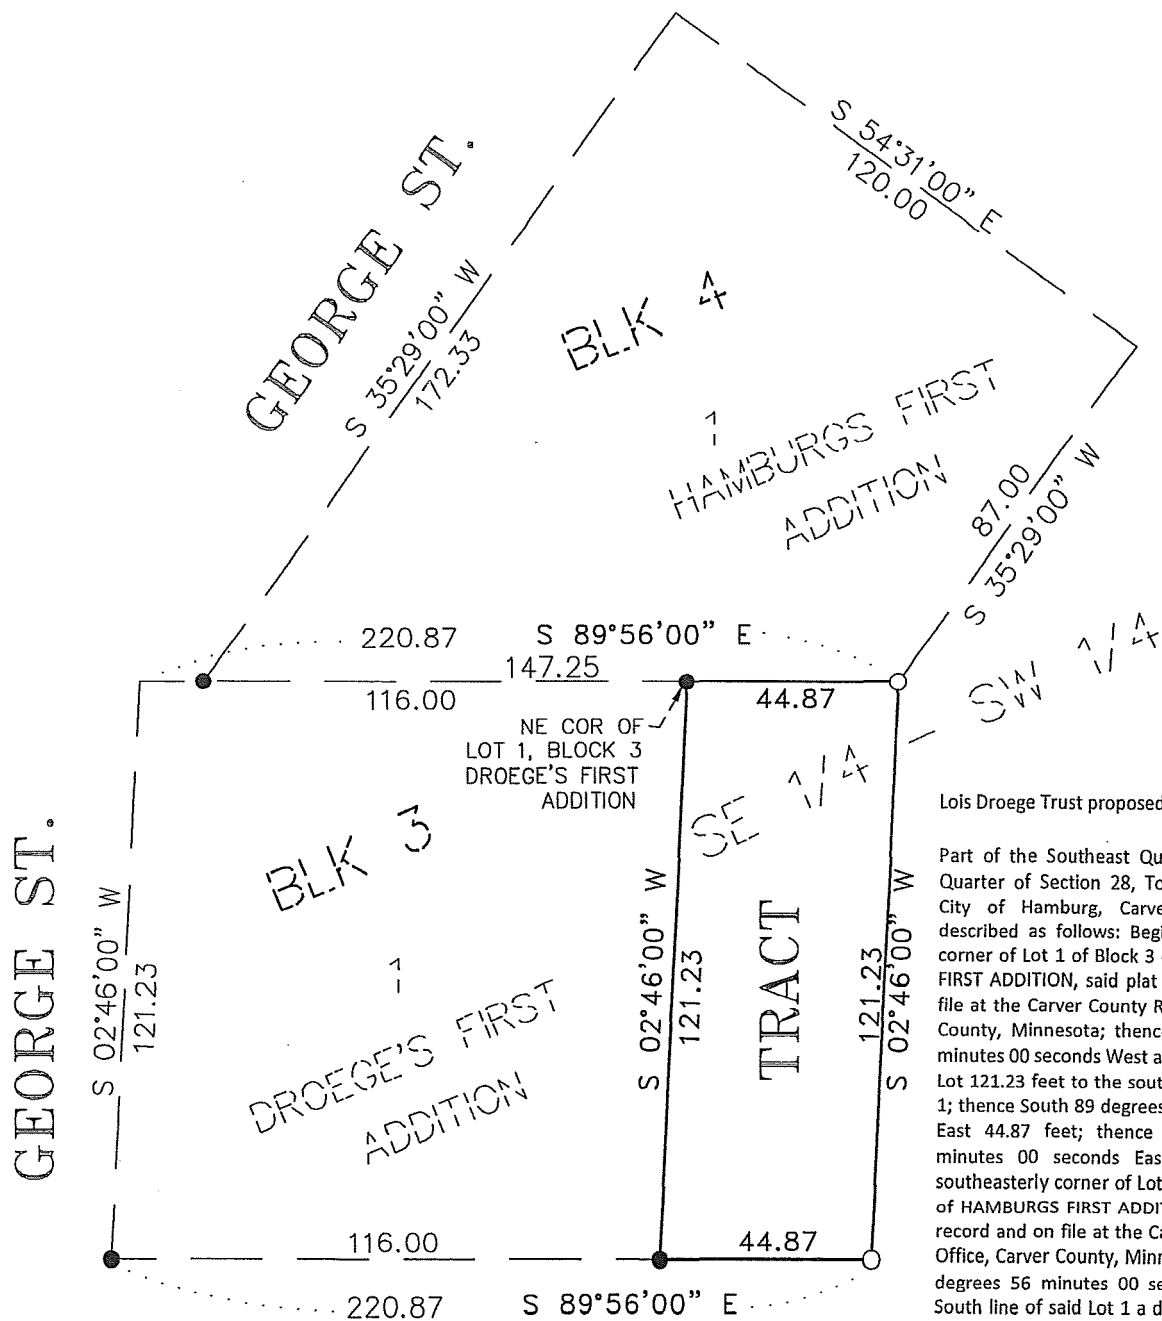 S 54°31'00" E
120.00
GEORGE ST.
S 35°29'00" W
172.33
BLK 4
1
HAMBURGS FIRST
ADDITION
87.00
S 35°29'00" W
220.87 S 89°56'00" E
147.25
116.00
44.87
NE COR OF
LOT 1, BLOCK 3
DROEGE'S FIRST
ADDITION
SE 1/4 - SW 1/4
GEORGE ST.
S 02°46'00" W
121.23
BLK 3
1
DROEGE'S FIRST
ADDITION
S 02°46'00" W
121.23
TRACT
121.23
S 02°46'00" W
116.00
44.87
220.87 S 89°56'00" E
Lois Droege Trust proposed
Part of the Southeast Qu
Quarter of Section 28, To
City of Hamburg, Carve
described as follows: Begi
corner of Lot 1 of Block 3
FIRST ADDITION, said plat
file at the Carver County R
County, Minnesota; thenc
minutes 00 seconds West a
Lot 121.23 feet to the sout
1; thence South 89 degrees
East 44.87 feet; thence
minutes 00 seconds Eas
southeasterly corner of Lot
of HAMBURGS FIRST ADDI
record and on file at the Ca
Office, Carver County, Minn
degrees 56 minutes 00 se
South line of said Lot 1 a d